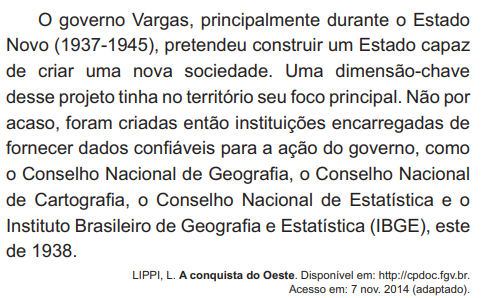 O governo Vargas, principalmente durante o Estado
Novo (1937-1945), pretendeu construir um Estado capaz
de criar uma nova sociedade. Uma dimensão-chave
desse projeto tinha no território seu foco principal. Não por
acaso, foram criadas então instituições encarregadas de
fornecer dados confiáveis para a ação do governo, como
o Conselho Nacional de Geografia, o Conselho Nacional
de Cartografia, o Conselho Nacional de Estatística e o
Instituto Brasileiro de Geografia e Estatística (IBGE), este
de 1938.
LIPPI, L. A conquista do Oeste. Disponível em: http://cpdoc.fgv.br.
Acesso em: 7 nov. 2014 (adaptado).